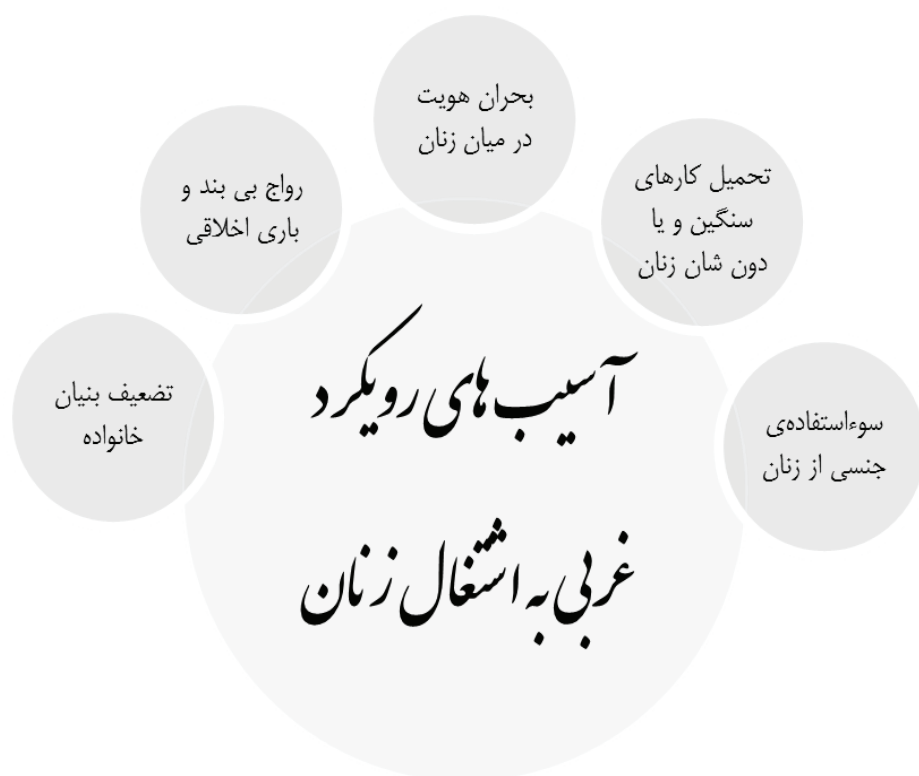 آسیب‌های رویکرد
غربی به اشتغال زنان
سوءاستفاده‌ی
جنسی از زنان
تحمیل کارهای
سنگین و یا
دون شان زنان
بحران هویت
در میان زنان
رواج بی بند و
باری اخلاقی
تضعیف بنیان
خانواده